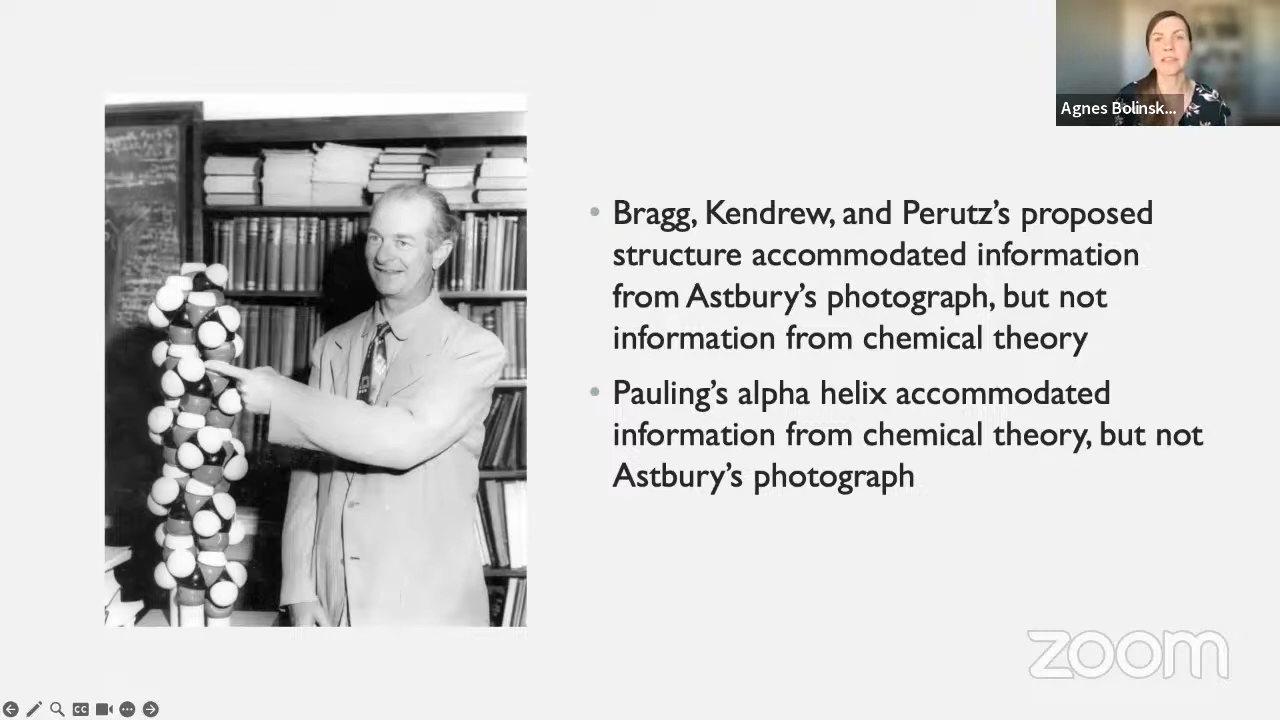 Agnes Bolinsk...
Bragg, Kendrew, and Perutz’s proposed
structure accommodated information
from Astbury’s photograph, but not
information from chemical theory
Pauling’s alpha helix accommodated
information from chemical theory, but not
Astbury’s photograph
zoom
CC